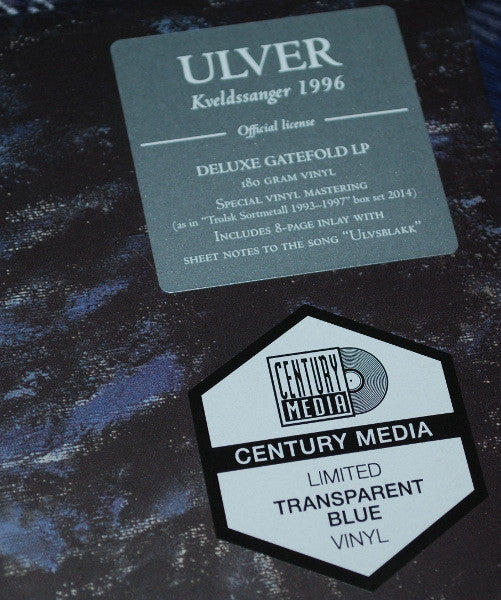 ULVER
Kveldssanger 1996
Official license
DELUXE GATEFOLD LP
180 GRAM VINYL
SPECIAL VINYL MASTERING
(as in "Trolsk Sortmetall 1993–1997" box set 2014)
INCLUDES 8-PAGE INLAY WITH
SHEET NOTES TO THE SONG "ULVSBLAKK"
CENTURY
MEDIA
CENTURY MEDIA
LIMITED
TRANSPARENT
BLUE
VINYL